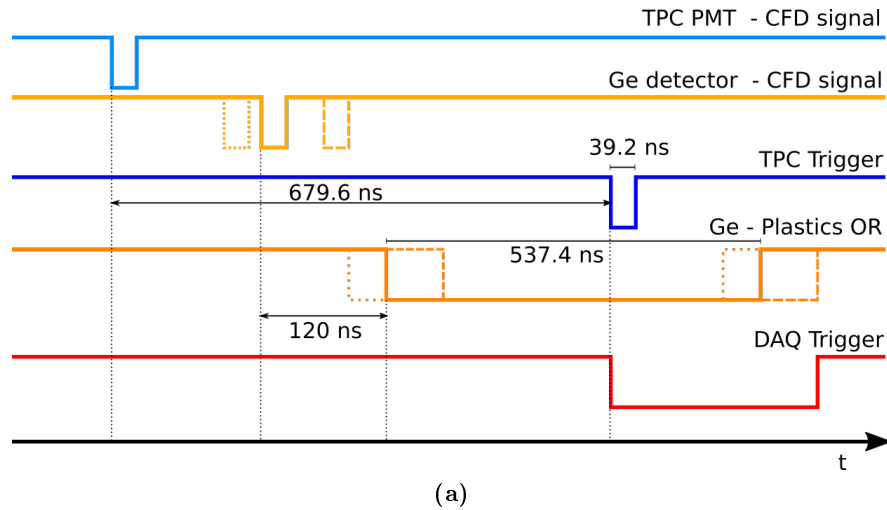 TPC PMT - CFD signal
Ge detector - CFD signal
39.2 ns
TPC Trigger
679.6 ns
Ge - Plastics OR
537.4 ns
120 ns
DAQ Trigger
t
(a)